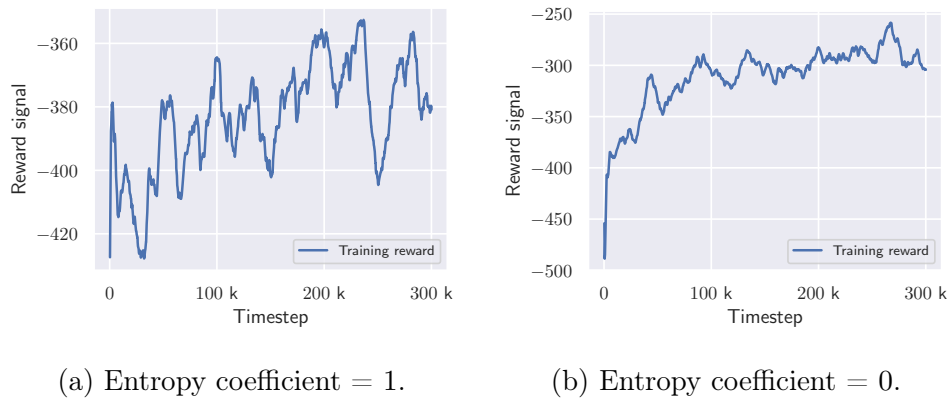 −360
−380
−400
−420
Reward signal
Training reward
0 100 k 200 k 300 k
Timestep
(a) Entropy coefficient = 1.
−250
−300
−350
−400
−450
−500
Reward signal
Training reward
0 100 k 200 k 300 k
Timestep
(b) Entropy coefficient = 0.